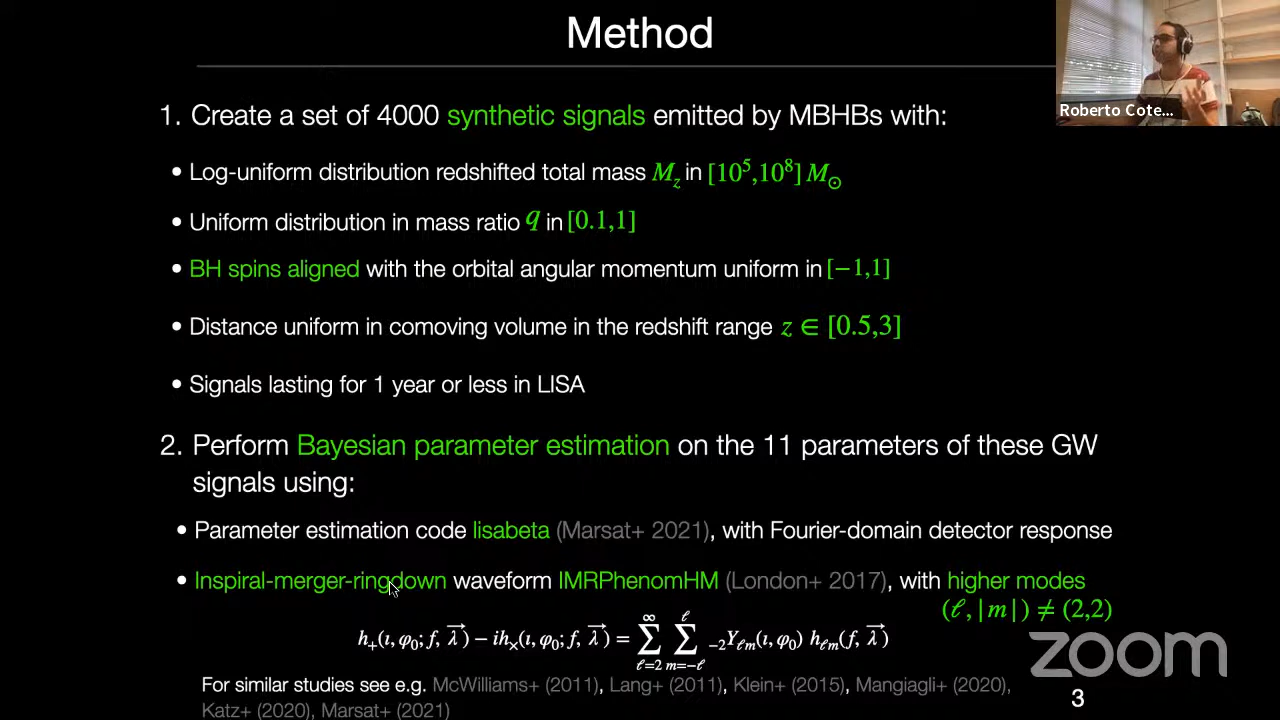 Method
Roberto Cote...
1. Create a set of 4000 synthetic signals emitted by MBHBs with:
• Log-uniform distribution redshifted total mass M_z in [10^5,10^8] M_⊙
• Uniform distribution in mass ratio q in [0.1,1]
• BH spins aligned with the orbital angular momentum uniform in [−1,1]
• Distance uniform in comoving volume in the redshift range z ∈ [0.5,3]
• Signals lasting for 1 year or less in LISA
2. Perform Bayesian parameter estimation on the 11 parameters of these GW
signals using:
• Parameter estimation code lisabeta (Marsat+ 2021), with Fourier-domain detector response
• Inspiral-merger-ringdown waveform IMRPhenomHM (London+ 2017), with higher modes
(ℓ,|m|) ≠ (2,2)
h_+(ι, φ_0; f, λ⃗) − ih_×(ι, φ_0; f, λ⃗) = ∑_{ℓ=2}^{∞} ∑_{m=−ℓ}^{ℓ} _{−2}Y_{ℓm}(ι, φ_0) h_{ℓm}(f, λ⃗)
For similar studies see e.g. McWilliams+ (2011), Lang+ (2011), Klein+ (2015), Mangiagli+ (2020),
Katz+ (2020), Marsat+ (2021)
zoom
3